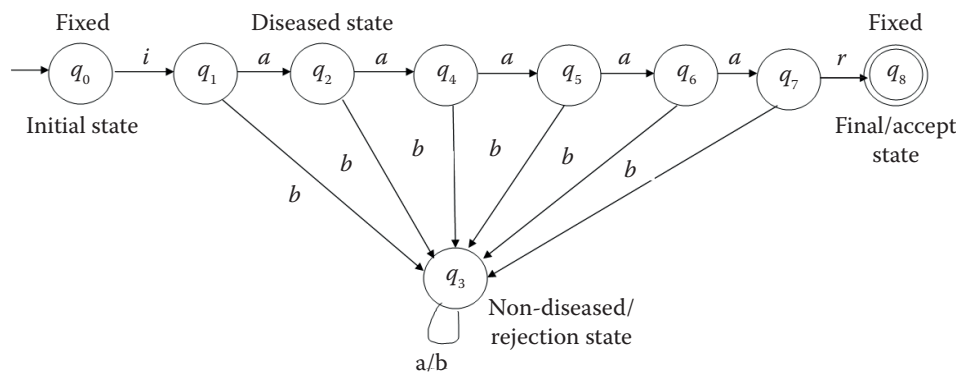 Fixed
Diseased state
Fixed
i
a
a
a
a
a
r
q0
q1
q2
q4
q5
q6
q7
q8
Initial state
Final/accept
state
b
b
b
b
b
b
q3
Non-diseased/
rejection state
a/b